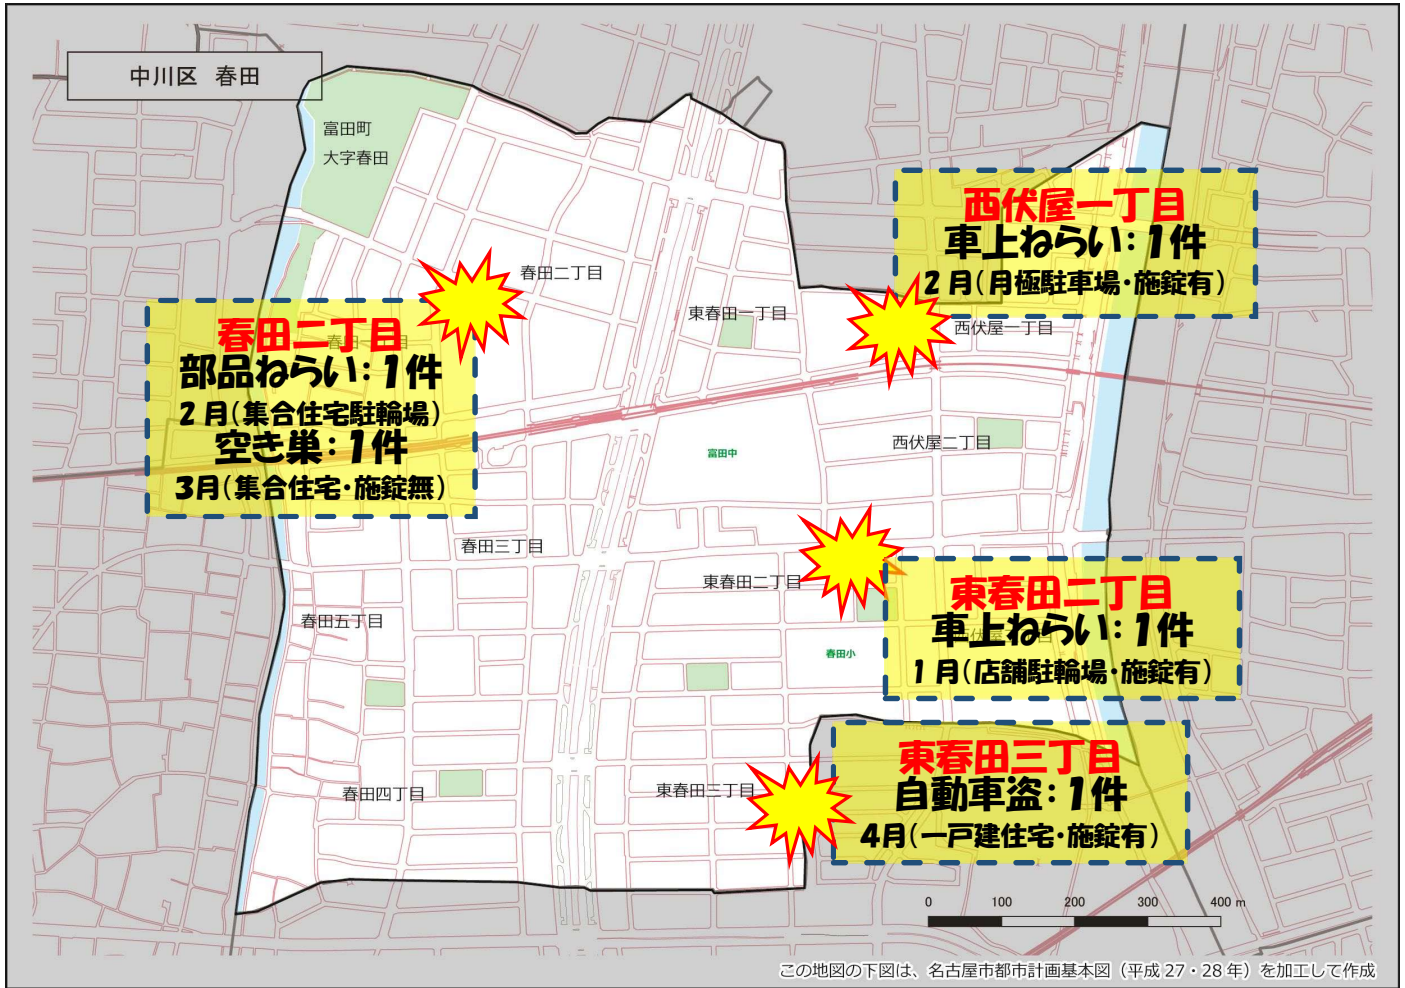 中川区 春田
富田町
大字春田
春田二丁目
東春田一丁目
西伏屋一丁目
車上ねらい：1件
2月（月極駐車場・施錠有）
西伏屋一丁目
春田二丁目
部品ねらい：1件
2月（集合住宅駐輪場）
空き巣：1件
3月（集合住宅・施錠無）
西伏屋二丁目
富田中
春田三丁目
東春田二丁目
東春田二丁目
車上ねらい：1件
1月（店舗駐輪場・施錠有）
春田五丁目
春田小
東春田三丁目
自動車盗：1件
4月（一戸建住宅・施錠有）
春田四丁目
東春田三丁目
0 100 200 300 400 m
この地図の下図は、名古屋市都市計画基本図（平成 27・28 年）を加工して作成